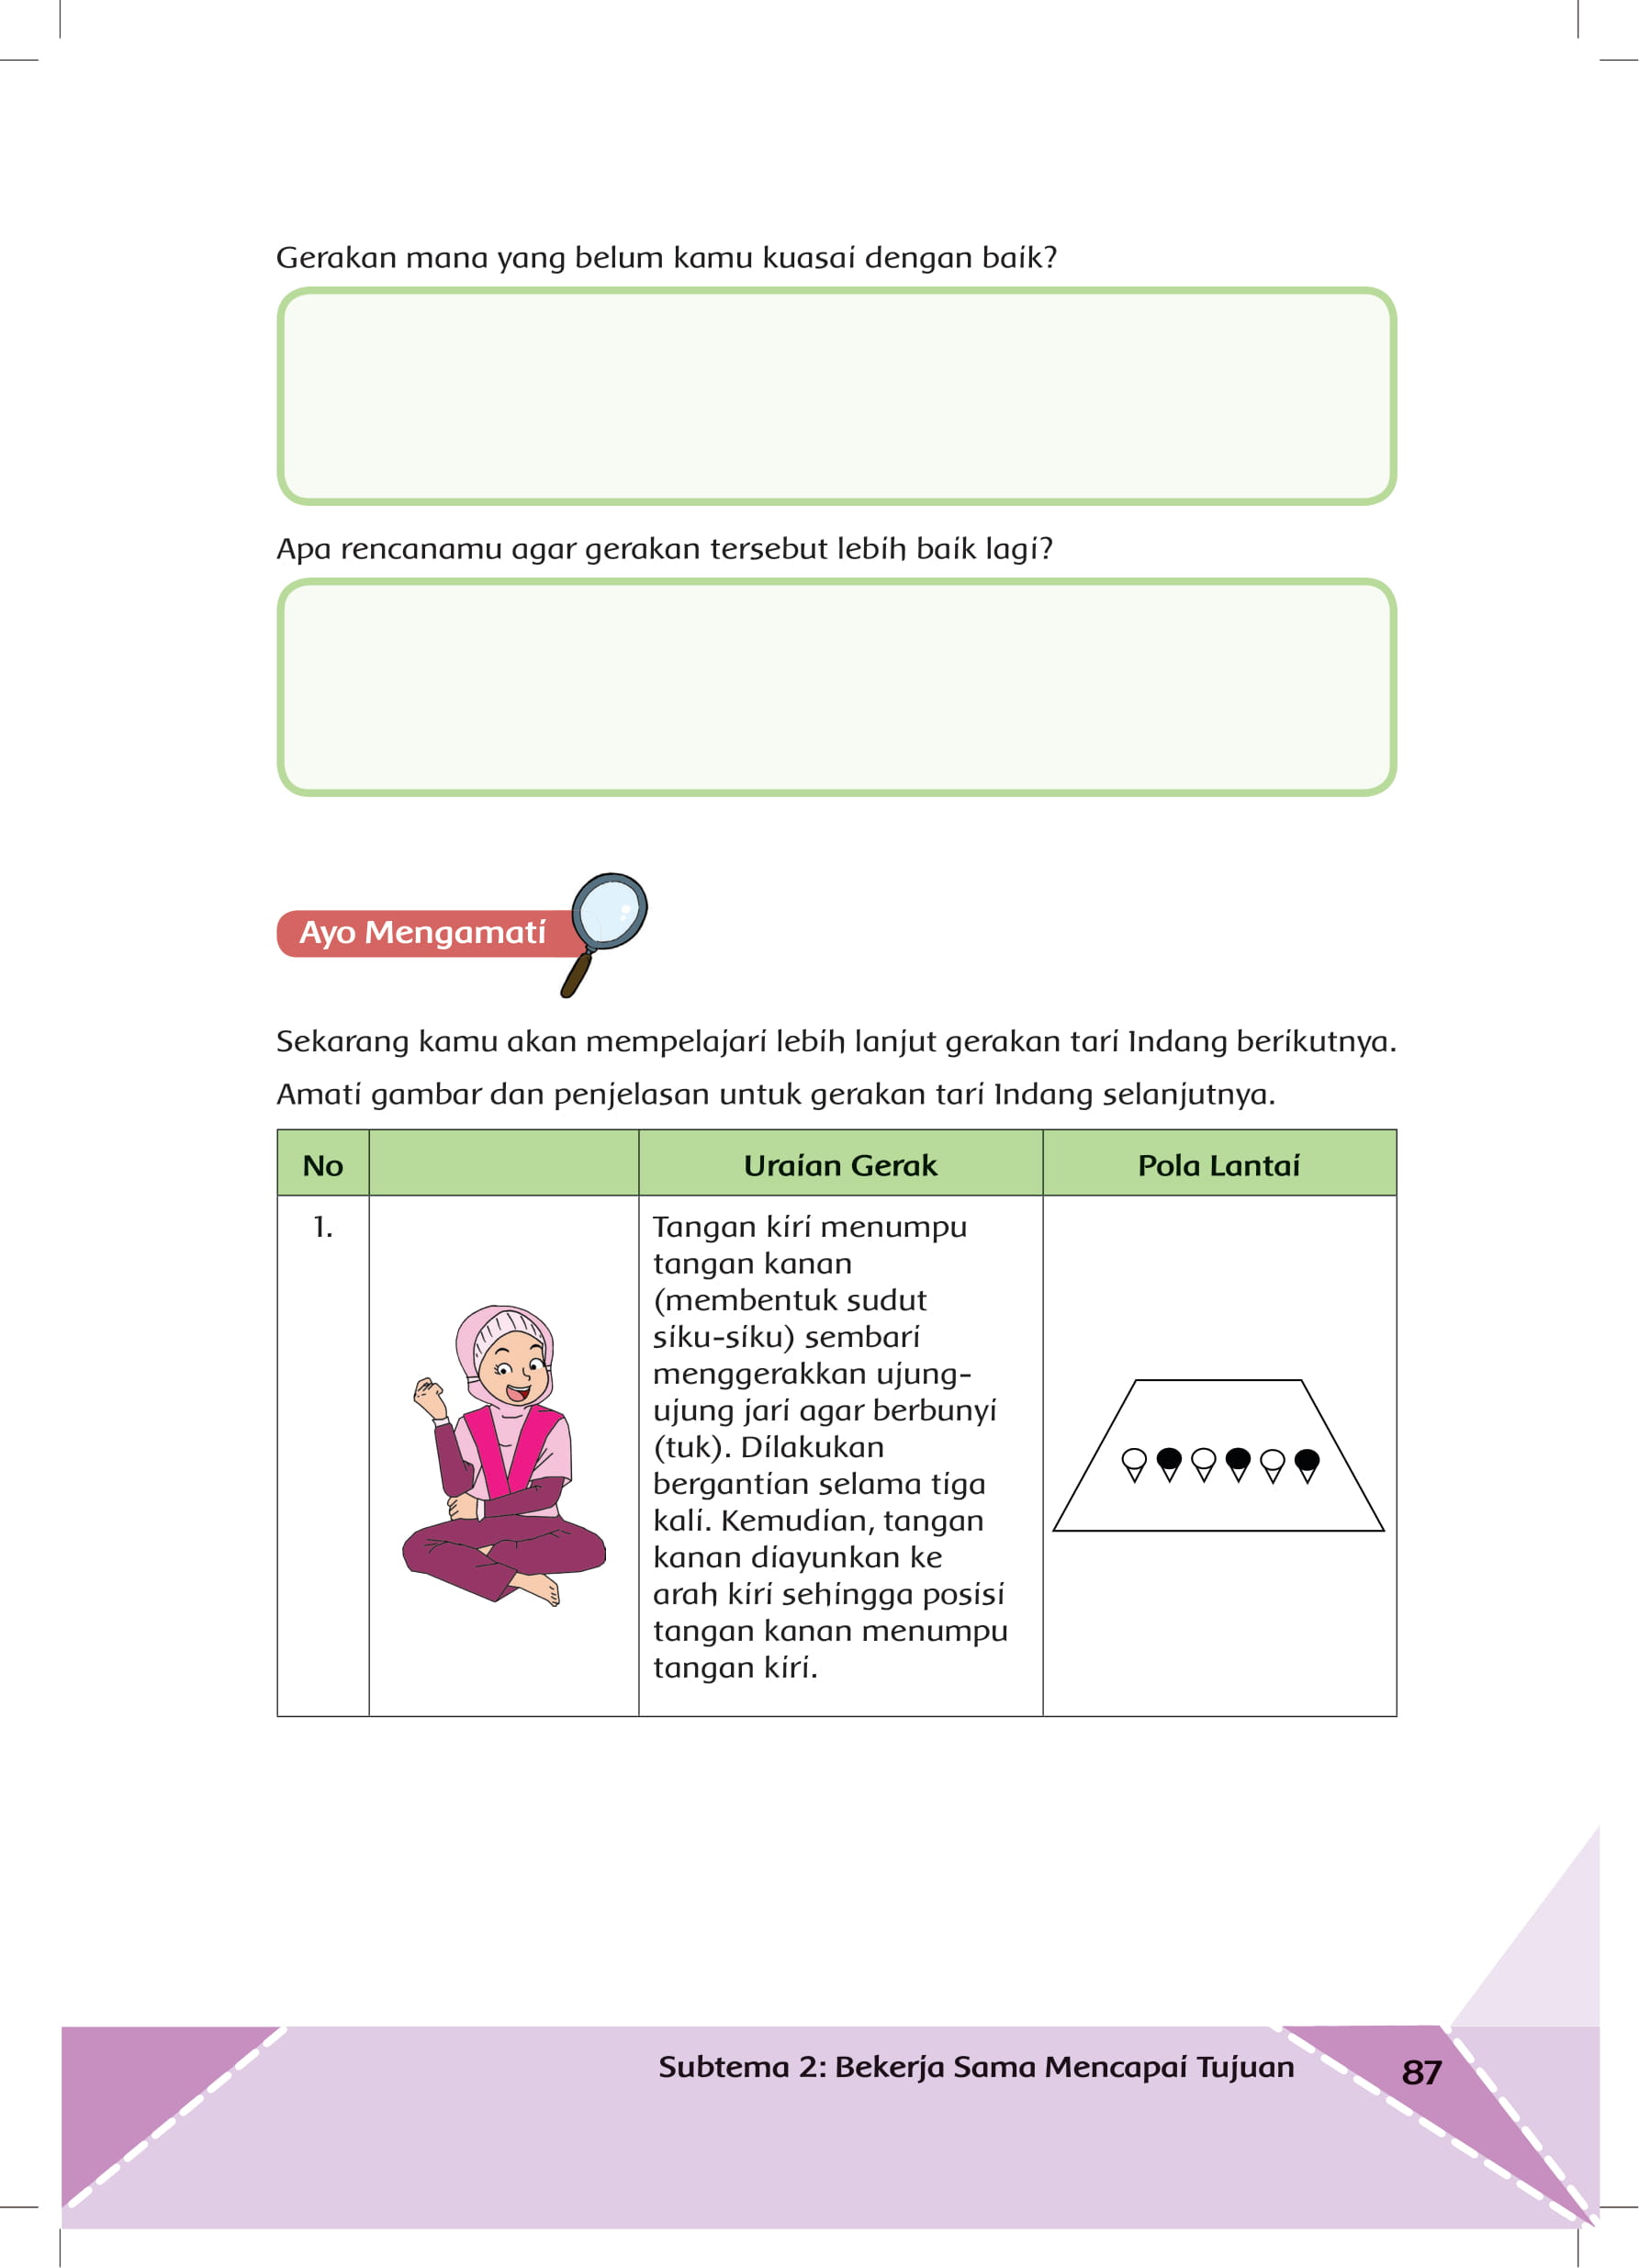 Gerakan mana yang belum kamu kuasai dengan baik?
Apa rencanamu agar gerakan tersebut lebih baik lagi?
Ayo Mengamati
Sekarang kamu akan mempelajari lebih lanjut gerakan tari Indang berikutnya.
Amati gambar dan penjelasan untuk gerakan tari Indang selanjutnya.
No Uraian Gerak Pola Lantai
1. Tangan kiri menumpu
tangan kanan
(membentuk sudut
siku-siku) sembari
menggerakkan ujung-
ujung jari agar berbunyi
(tuk). Dilakukan
bergantian selama tiga
kali. Kemudian, tangan
kanan diayunkan ke
arah kiri sehingga posisi
tangan kanan menumpu
tangan kiri.
Subtema 2: Bekerja Sama Mencapai Tujuan 87